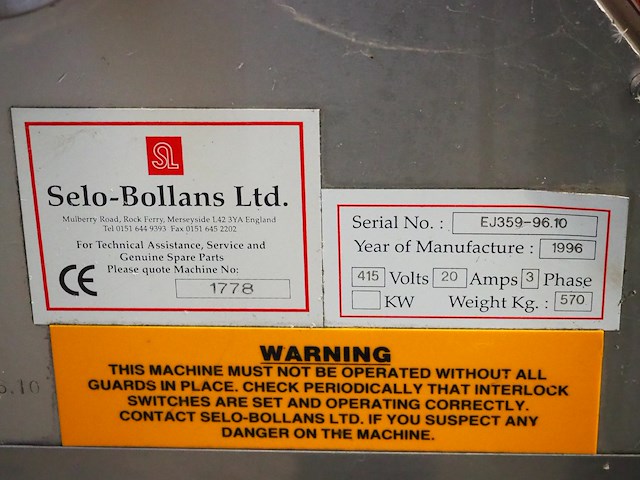 SL
Selo-Bollans Ltd.
Mulberry Road, Rock Ferry, Merseyside L42 3YA England
Tel 0151 644 9393 Fax 0151 645 2202
For Technical Assistance, Service and
Genuine Spare Parts
Please quote Machine No:
CE
1778
Serial No. : EJ359-96.10
Year of Manufacture : 1996
415 Volts 20 Amps 3 Phase
KW Weight Kg. : 570
WARNING
THIS MACHINE MUST NOT BE OPERATED WITHOUT ALL
GUARDS IN PLACE. CHECK PERIODICALLY THAT INTERLOCK
SWITCHES ARE SET AND OPERATING CORRECTLY.
CONTACT SELO-BOLLANS LTD. IF YOU SUSPECT ANY
DANGER ON THE MACHINE.